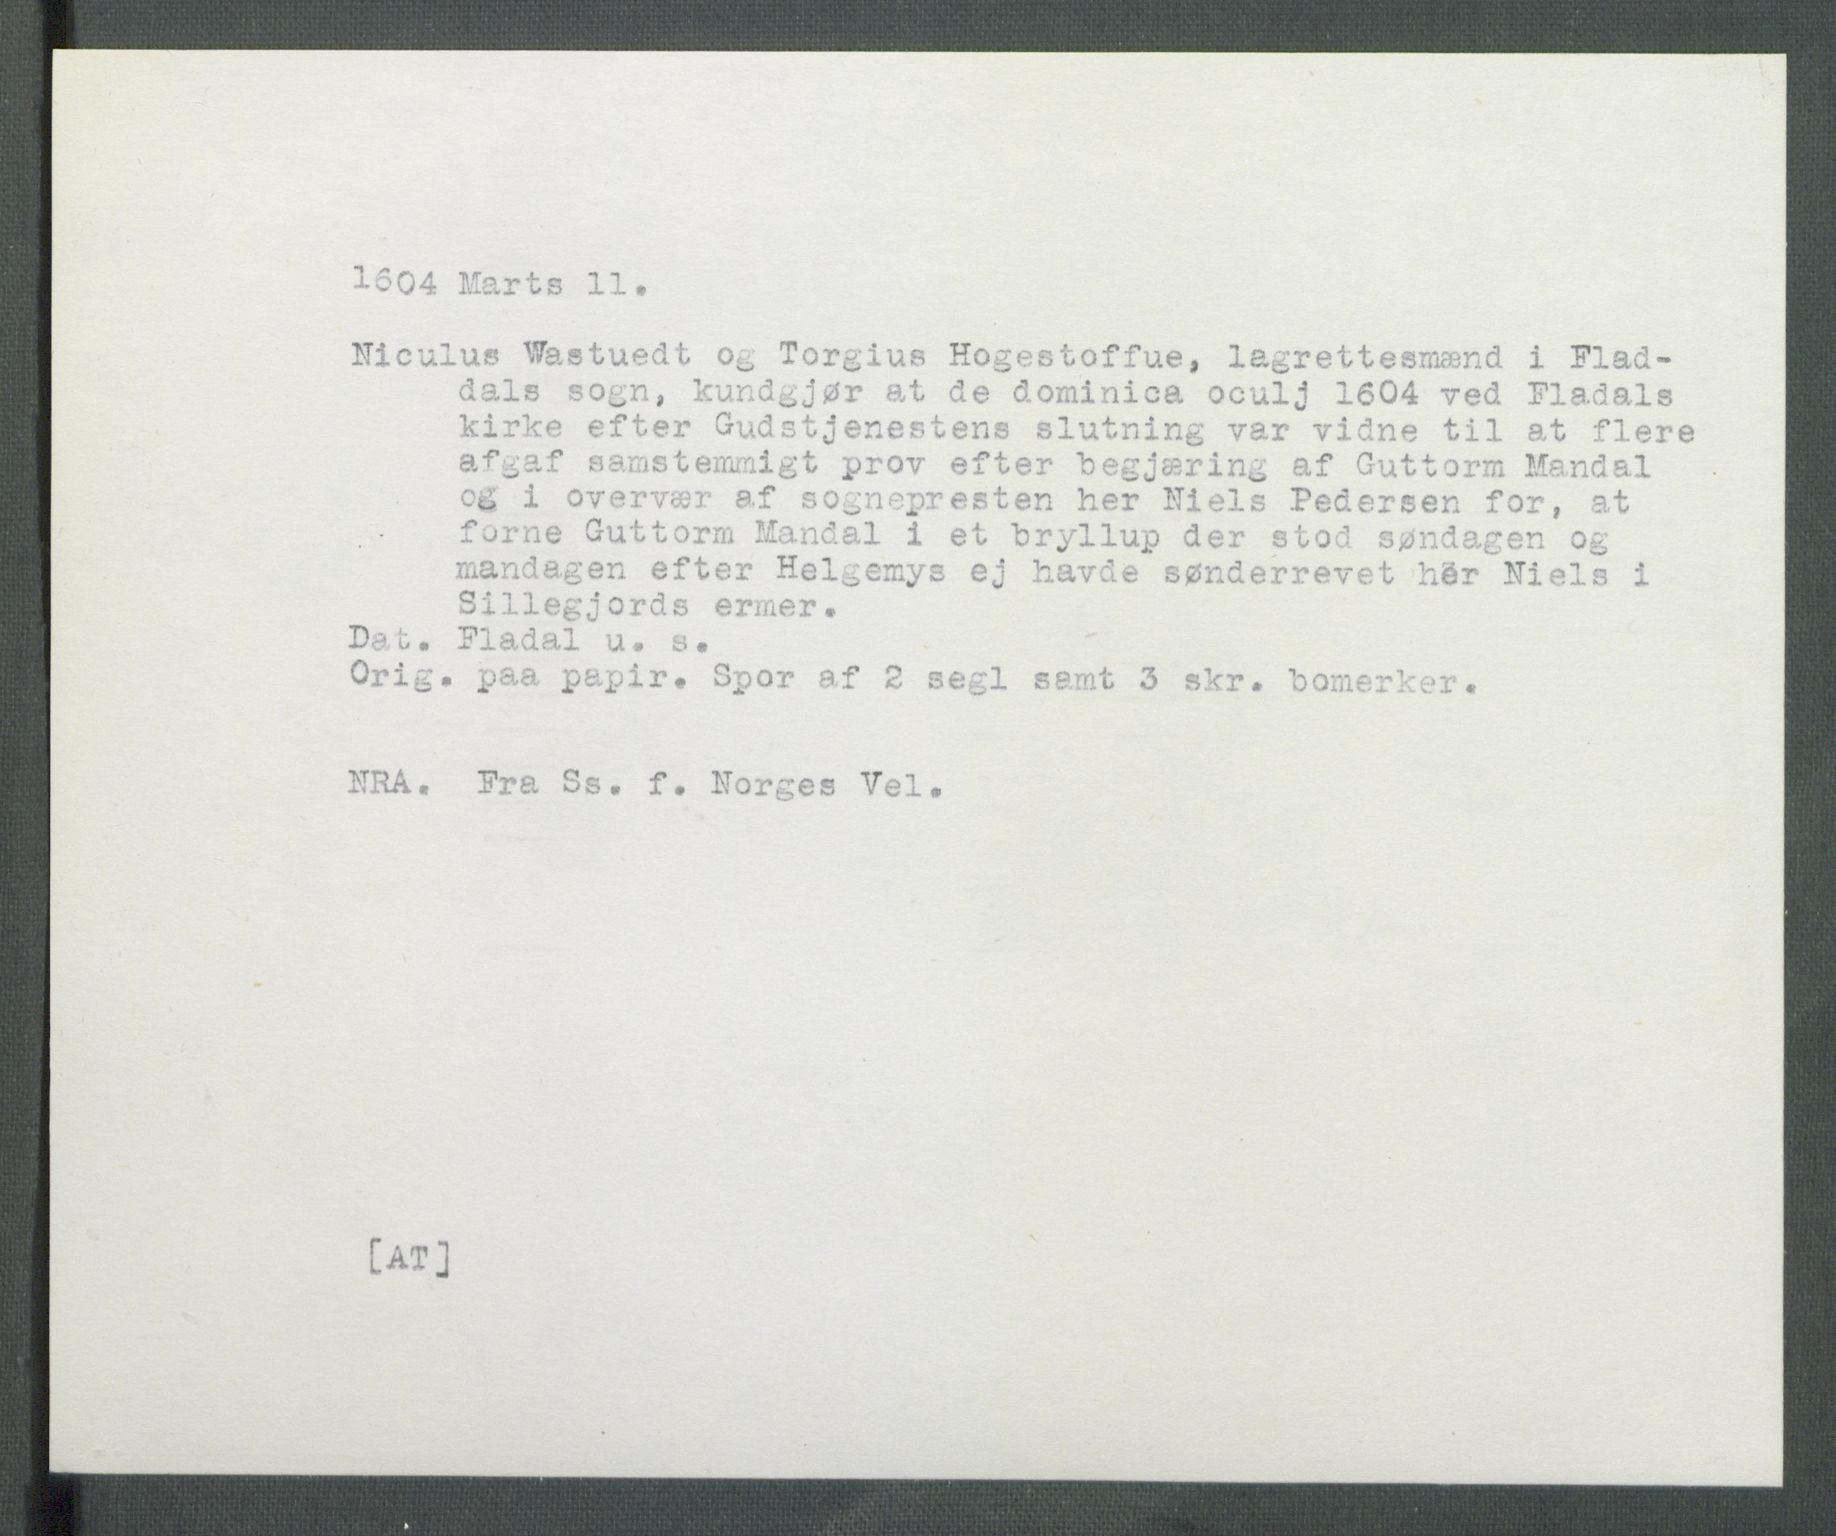 1604 Marts 11.
Niculus Wastuedt og Torgius Hogestoffue, lagrettesmænd i Flad-
dals sogn, kundgjør at de dominica oculj 1604 ved Fladals
kirke efter Gudstjenestens slutning var vidne til at flere
afgaf samstemmigt prov efter begjæring af Guttorm Mandal
og i overvær af sognepresten her Niels Pedersen for, at
forne Guttorm Mandal i et bryllup der stod søndagen og
mandagen efter Helgemys ej havde sønderrevet hër Niels i
Sillegjords ermer.
Dat. Fladal u. s.
Orig. paa papir. Spor af 2 segl samt 3 skr. bomerker.
NRA. Fra Ss. f. Norges Vel.
[AT]